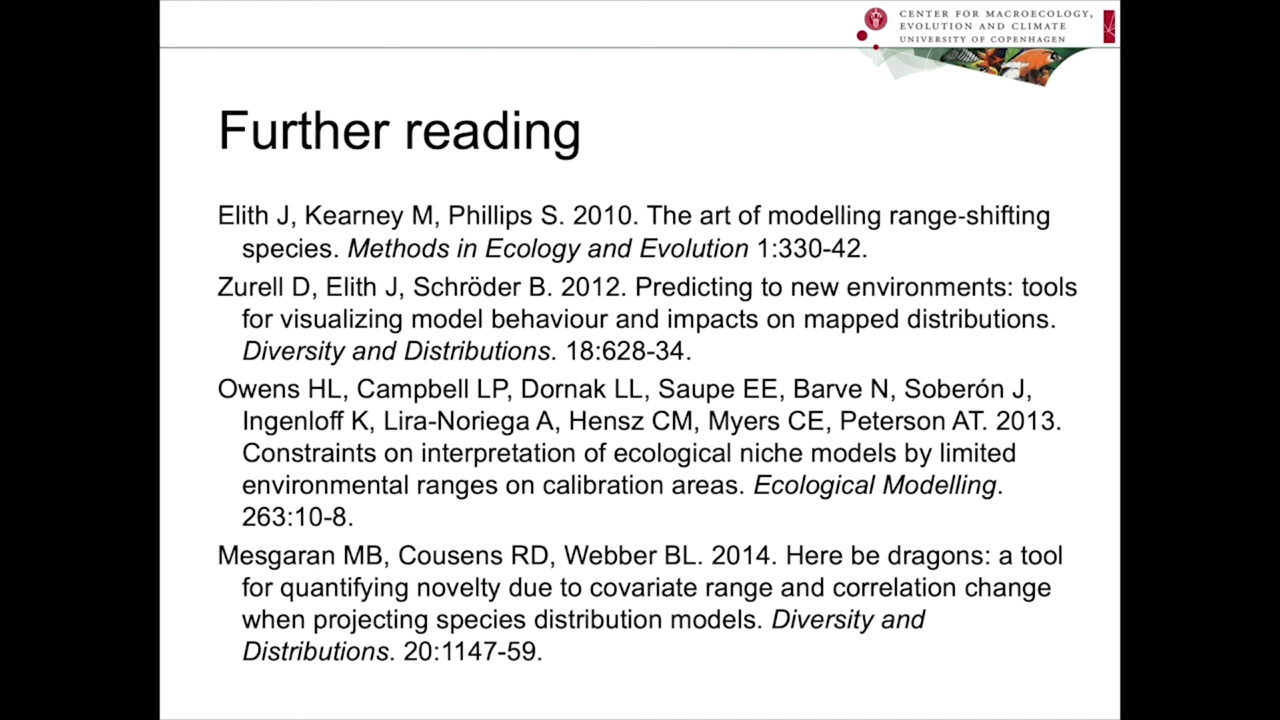 CENTER FOR MACROECOLOGY,
EVOLUTION AND CLIMATE
UNIVERSITY OF COPENHAGEN
Further reading
Elith J, Kearney M, Phillips S. 2010. The art of modelling range-shifting
species. Methods in Ecology and Evolution 1:330-42.
Zurell D, Elith J, Schröder B. 2012. Predicting to new environments: tools
for visualizing model behaviour and impacts on mapped distributions.
Diversity and Distributions. 18:628-34.
Owens HL, Campbell LP, Dornak LL, Saupe EE, Barve N, Soberón J,
Ingenloff K, Lira-Noriega A, Hensz CM, Myers CE, Peterson AT. 2013.
Constraints on interpretation of ecological niche models by limited
environmental ranges on calibration areas. Ecological Modelling.
263:10-8.
Mesgaran MB, Cousens RD, Webber BL. 2014. Here be dragons: a tool
for quantifying novelty due to covariate range and correlation change
when projecting species distribution models. Diversity and
Distributions. 20:1147-59.